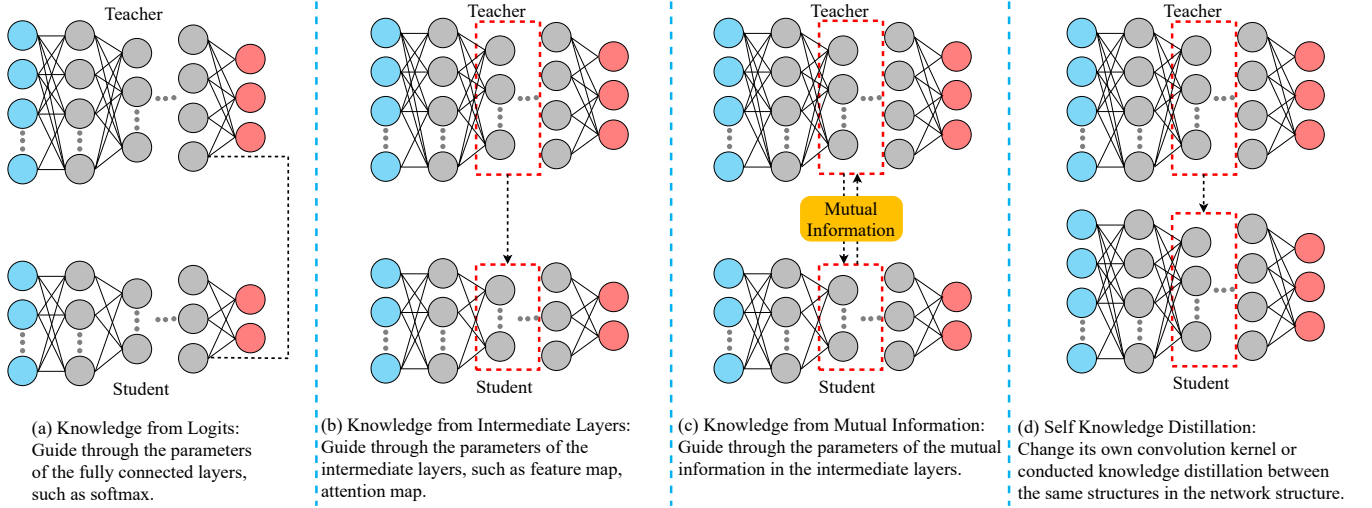 Teacher
Student
(a) Knowledge from Logits:
Guide through the parameters
of the fully connected layers,
such as softmax.
Teacher
Student
(b) Knowledge from Intermediate Layers:
Guide through the parameters of the
intermediate layers, such as feature map,
attention map.
Teacher
Mutual
Information
Student
(c) Knowledge from Mutual Information:
Guide through the parameters of the mutual
information in the intermediate layers.
Teacher
Student
(d) Self Knowledge Distillation:
Change its own convolution kernel or
conducted knowledge distillation between
the same structures in the network structure.